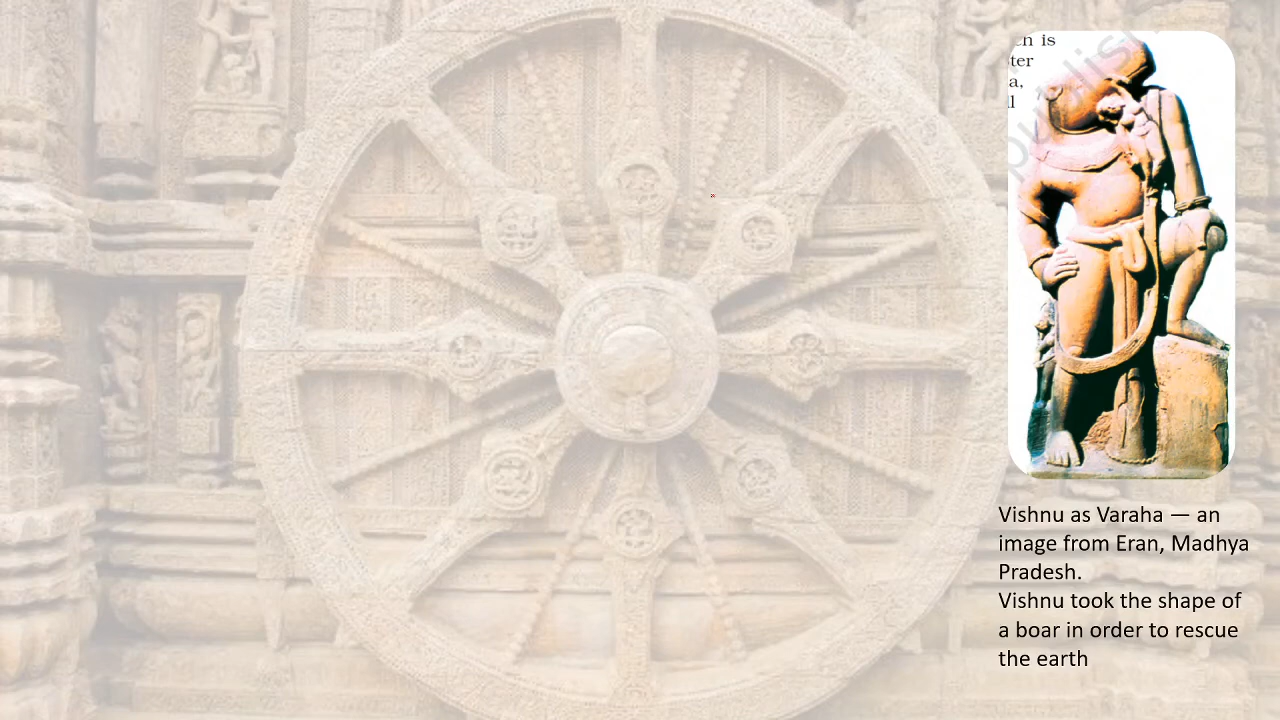 is
Vishnu as Varaha — an
image from Eran, Madhya
Pradesh.
Vishnu took the shape of
a boar in order to rescue
the earth